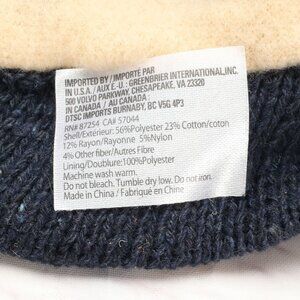 IMPORTED BY/IMPORTÉ PAR
IN U.S.A./ AUX E.-U. : GREENBRIER INTERNATIONAL,INC.
500 VOLVO PARKWAY, CHESAPEAKE, VA 23320
IN CANADA / AU CANADA :
DTSC IMPORTS BURNABY, BC V5G 4P3
RN# 87254 CA# 57044
Shell/Extérieur: 56%Polyester 23% Cotton/coton
12% Rayon/Rayonne 5%Nylon
4% Other fiber/Autres Fibre
Lining/Doublure:100%Polyester
Machine wash warm.
Do not bleach. Tumble dry low. Do not iron.
Made in China / Fabriqué en Chine